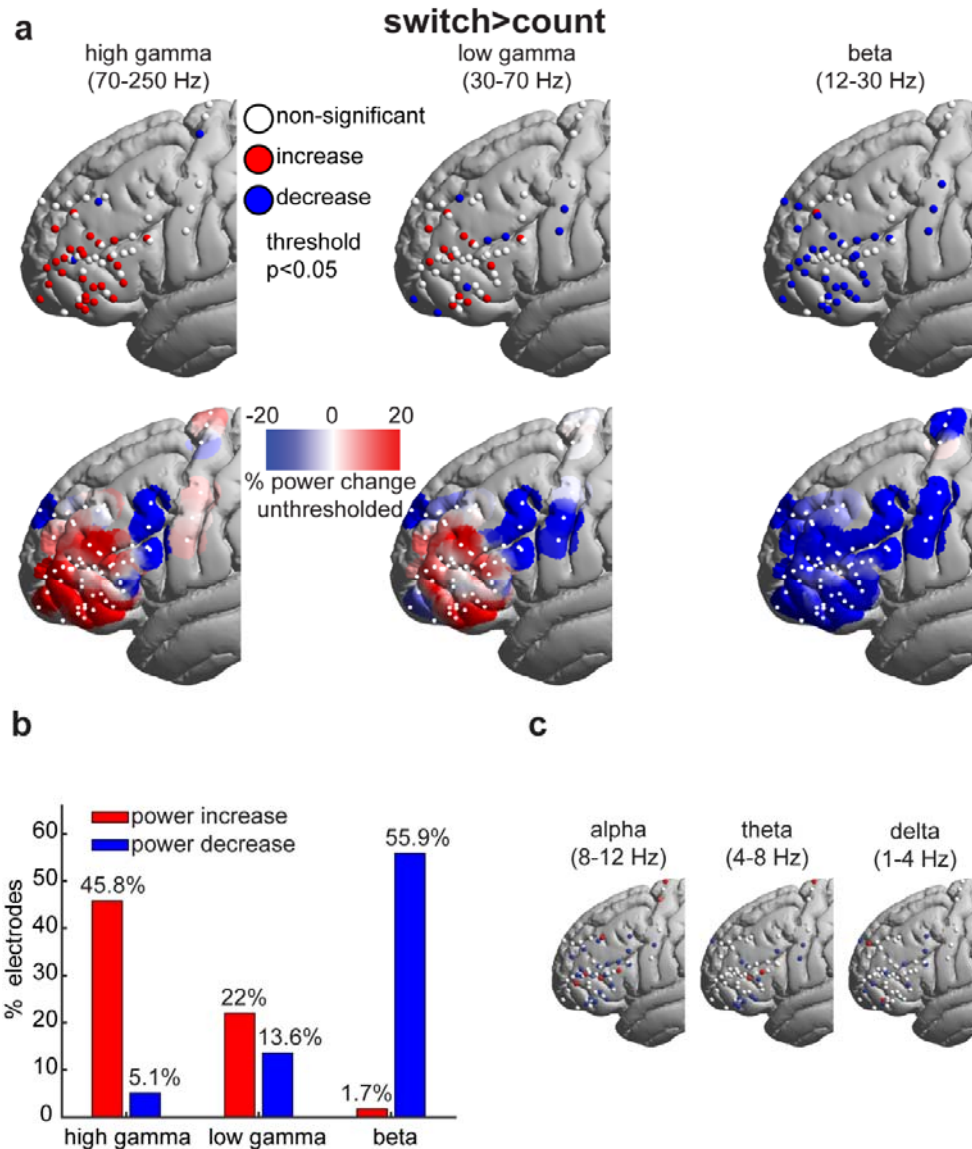 switch>count
a
high gamma
(70-250 Hz)
low gamma
(30-70 Hz)
beta
(12-30 Hz)
non-significant
increase
decrease
threshold
p<0.05
-20 0 20
% power change
unthresholded
b
power increase
power decrease
% electrodes
60
50
40
30
20
10
0
45.8%
5.1%
22%
13.6%
1.7%
55.9%
high gamma
low gamma
beta
c
alpha
(8-12 Hz)
theta
(4-8 Hz)
delta
(1-4 Hz)